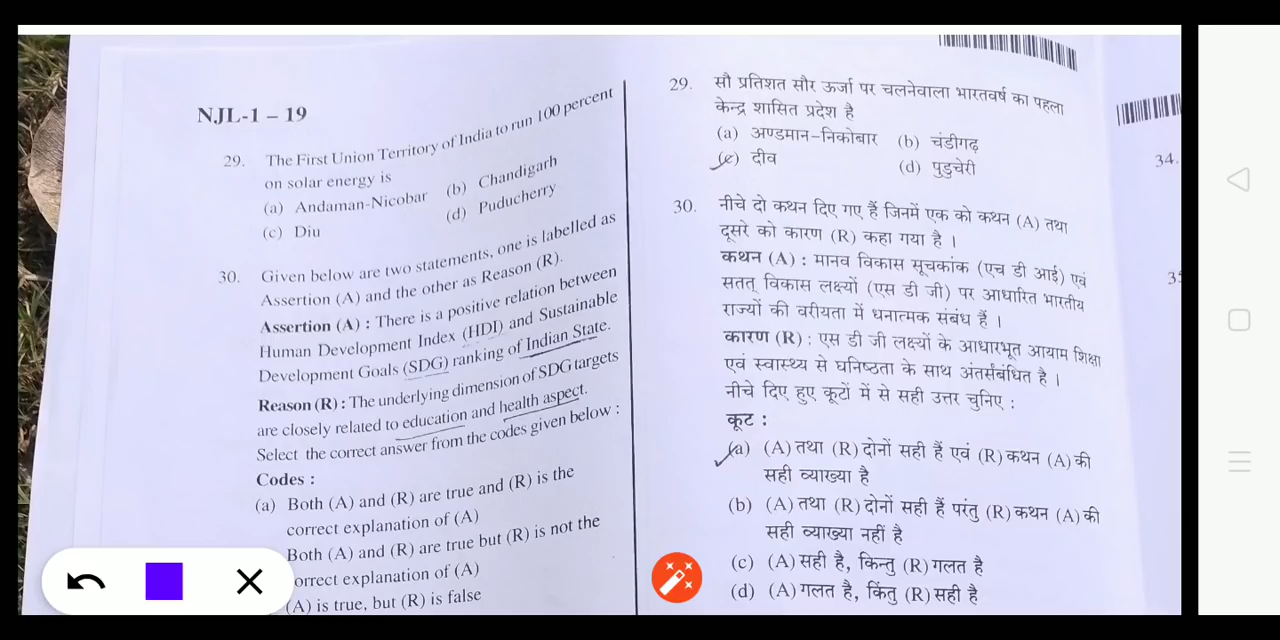 NJL-1 – 19
29. The First Union Territory of India to run 100 percent
on solar energy is
(a) Andaman-Nicobar (b) Chandigarh
(c) Diu (d) Puducherry
30. Given below are two statements, one is labelled as
Assertion (A) and the other as Reason (R).
Assertion (A) : There is a positive relation between
Human Development Index (HDI) and Sustainable
Development Goals (SDG) ranking of Indian State.
Reason (R) : The underlying dimension of SDG targets
are closely related to education and health aspect.
Select the correct answer from the codes given below :
Codes :
(a) Both (A) and (R) are true and (R) is the
correct explanation of (A)
Both (A) and (R) are true but (R) is not the
orrect explanation of (A)
(A) is true, but (R) is false
29. सौ प्रतिशत सौर ऊर्जा पर चलनेवाला भारतवर्ष का पहला
केन्द्र शासित प्रदेश है
(a) अण्डमान-निकोबार (b) चंडीगढ़
(c) दीव (d) पुडुचेरी
30. नीचे दो कथन दिए गए हैं जिनमें एक को कथन (A) तथा
दूसरे को कारण (R) कहा गया है ।
कथन (A) : मानव विकास सूचकांक (एच डी आई) एवं
सतत् विकास लक्ष्यों (एस डी जी) पर आधारित भारतीय
राज्यों की वरीयता में धनात्मक संबंध हैं ।
कारण (R) : एस डी जी लक्ष्यों के आधारभूत आयाम शिक्षा
एवं स्वास्थ्य से घनिष्ठता के साथ अंतर्संबंधित है ।
नीचे दिए हुए कूटों में से सही उत्तर चुनिए :
कूट :
(a) (A) तथा (R) दोनों सही हैं एवं (R) कथन (A) की
सही व्याख्या है
(b) (A) तथा (R) दोनों सही हैं परंतु (R) कथन (A) की
सही व्याख्या नहीं है
(c) (A) सही है, किन्तु (R) गलत है
(d) (A) गलत है, किंतु (R) सही है
34.